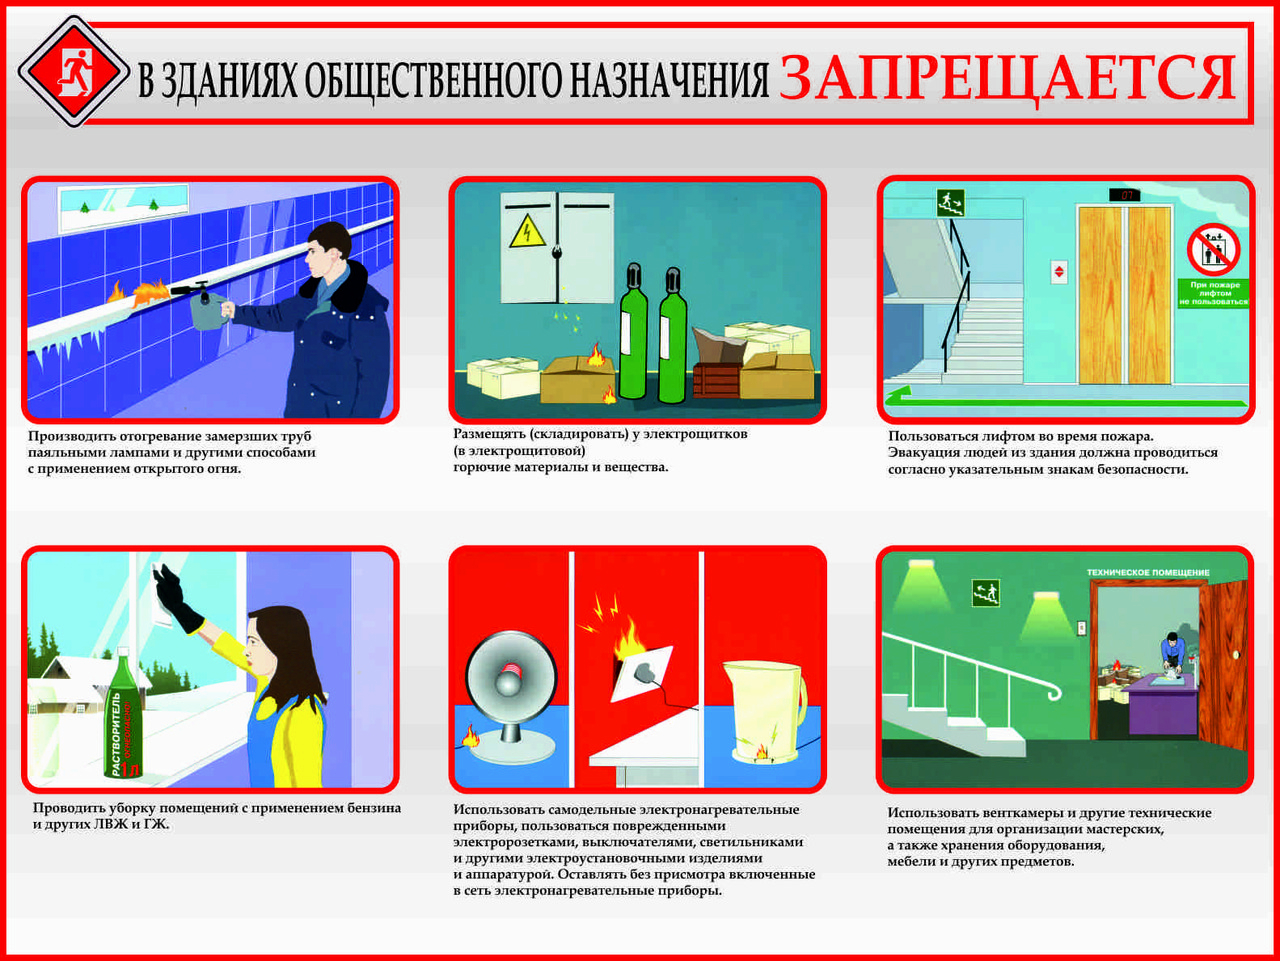 В ЗДАНИЯХ ОБЩЕСТВЕННОГО НАЗНАЧЕНИЯ ЗАПРЕЩАЕТСЯ
07
При пожаре
лифтом
не пользоваться
Производить отогревание замерзших труб
паяльными лампами и другими способами
с применением открытого огня.
Размещять (складировать) у электрощитков
(в электрощитовой)
горючие материалы и вещества.
Пользоваться лифтом во время пожара.
Эвакуация людей из здания должна проводиться
согласно указательным знакам безопасности.
РАСТВОРИТЕЛЬ
1л
ТЕХНИЧЕСКОЕ ПОМЕЩЕНИЕ
Проводить уборку помещений с применением бензина
и других ЛВЖ и ГЖ.
Использовать самодельные электронагревательные
приборы, пользоваться поврежденными
электророзетками, выключателями, светильниками
и другими электроустановочными изделиями
и аппаратурой. Оставлять без присмотра включенные
в сеть электронагревательные приборы.
Использовать венткамеры и другие технические
помещения для организации мастерских,
а также хранения оборудования,
мебели и других предметов.